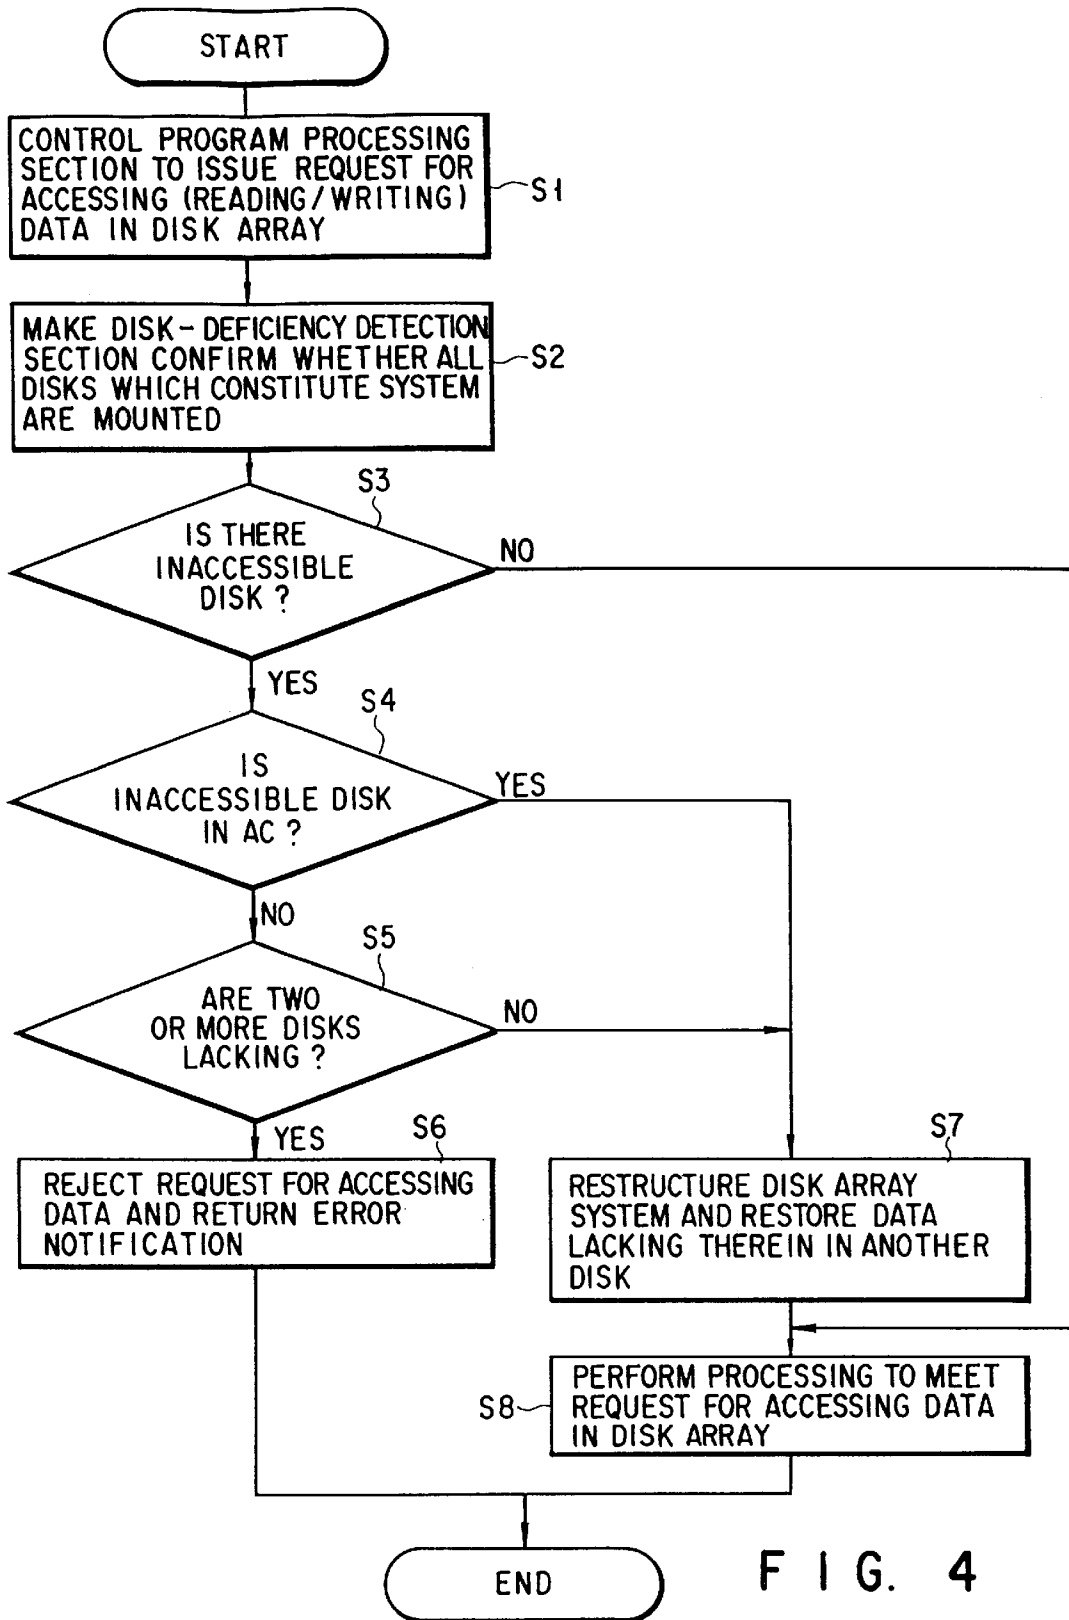 START
CONTROL PROGRAM PROCESSING
SECTION TO ISSUE REQUEST FOR
ACCESSING (READING/WRITING)
DATA IN DISK ARRAY
S1
MAKE DISK-DEFICIENCY DETECTION
SECTION CONFIRM WHETHER ALL
DISKS WHICH CONSTITUTE SYSTEM
ARE MOUNTED
S2
S3
IS THERE
INACCESSIBLE
DISK ?
NO
YES
S4
IS
INACCESSIBLE DISK
IN AC ?
YES
NO
S5
ARE TWO
OR MORE DISKS
LACKING ?
NO
YES
S6
REJECT REQUEST FOR ACCESSING
DATA AND RETURN ERROR
NOTIFICATION
S7
RESTRUCTURE DISK ARRAY
SYSTEM AND RESTORE DATA
LACKING THEREIN IN ANOTHER
DISK
S8
PERFORM PROCESSING TO MEET
REQUEST FOR ACCESSING DATA
IN DISK ARRAY
END
FIG. 4